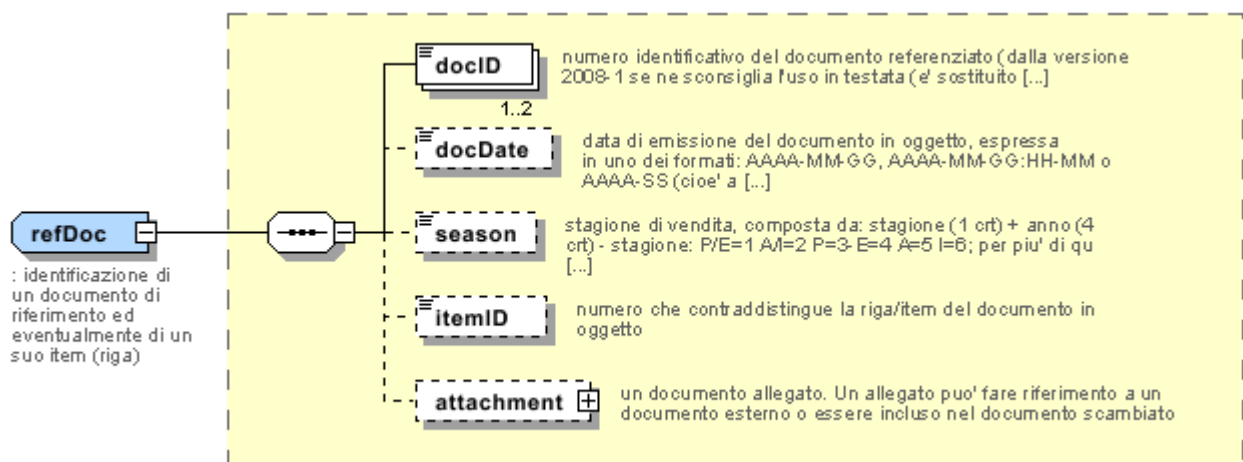 docID
numero identificativo del documento referenziato (dalla versione
2008-1 se ne sconsiglia l'uso in testata (e' sostituito [...]
1..2
docDate
data di emissione del documento in oggetto, espressa
in uno dei formati: AAAA-MM-GG, AAAA-MM-GG:HH-MM o
AAAA-SS (cioe' a [...]
refDoc
: identificazione di
un documento di
riferimento ed
eventualmente di un
suo item (riga)
season
stagione di vendita, composta da: stagione (1 crt) + anno (4
crt) - stagione: P/E=1 A/I=2 P=3- E=4 A=5 I=6; per piu' di qu
[...]
itemID
numero che contraddistingue la riga/item del documento in
oggetto
attachment
un documento allegato. Un allegato puo' fare riferimento a un
documento esterno o essere incluso nel documento scambiato